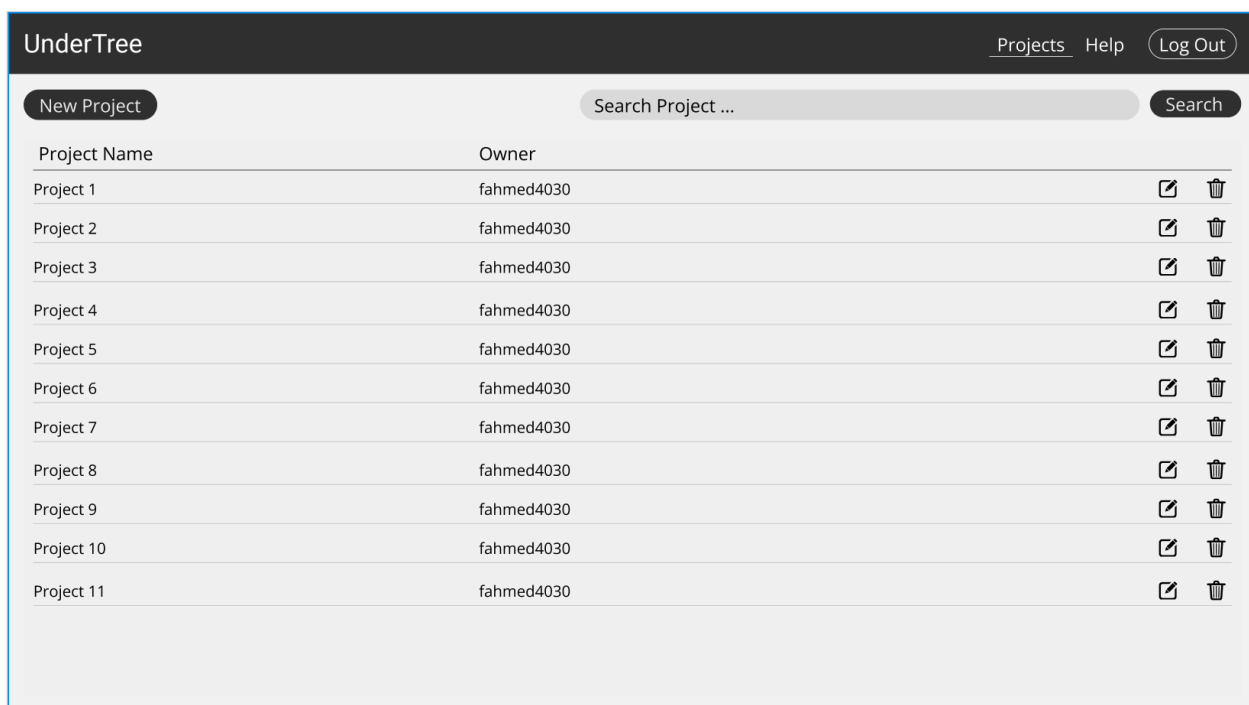 UnderTree Projects Help Log Out
New Project Search Project ... Search
Project Name Owner
Project 1 fahmed4030
Project 2 fahmed4030
Project 3 fahmed4030
Project 4 fahmed4030
Project 5 fahmed4030
Project 6 fahmed4030
Project 7 fahmed4030
Project 8 fahmed4030
Project 9 fahmed4030
Project 10 fahmed4030
Project 11 fahmed4030